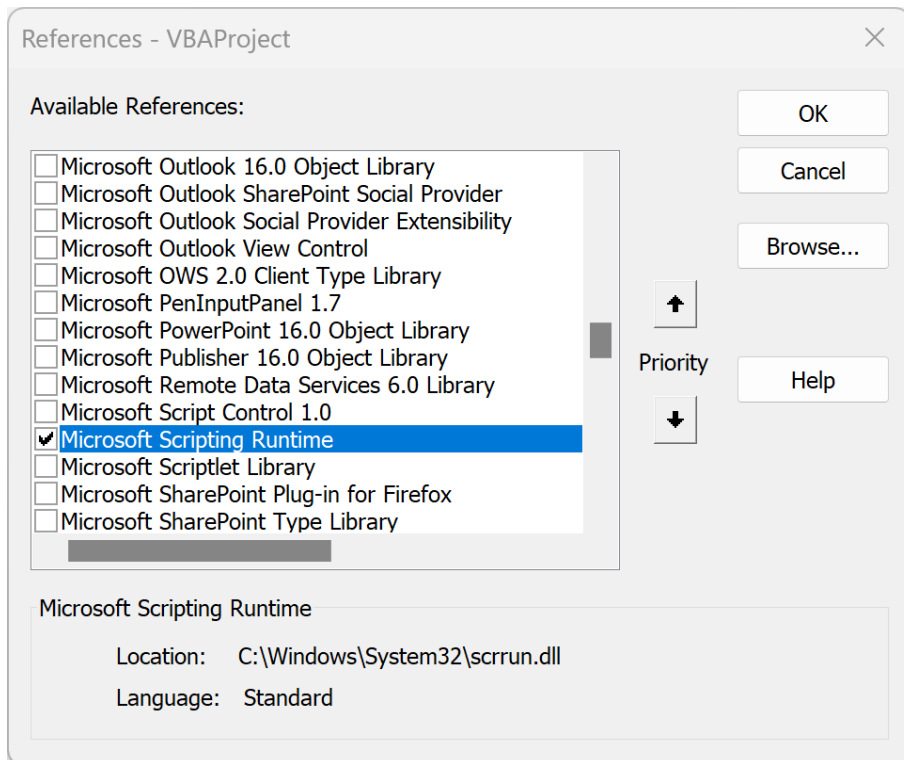 References - VBAProject
Available References:
OK
Cancel
Browse...
Microsoft Outlook 16.0 Object Library
Microsoft Outlook SharePoint Social Provider
Microsoft Outlook Social Provider Extensibility
Microsoft Outlook View Control
Microsoft OWS 2.0 Client Type Library
Microsoft PenInputPanel 1.7
Microsoft PowerPoint 16.0 Object Library
Microsoft Publisher 16.0 Object Library
Microsoft Remote Data Services 6.0 Library
Microsoft Script Control 1.0
Microsoft Scripting Runtime
Microsoft Scriptlet Library
Microsoft SharePoint Plug-in for Firefox
Microsoft SharePoint Type Library
Priority
Help
Microsoft Scripting Runtime
Location: C:\Windows\System32\scrrun.dll
Language: Standard